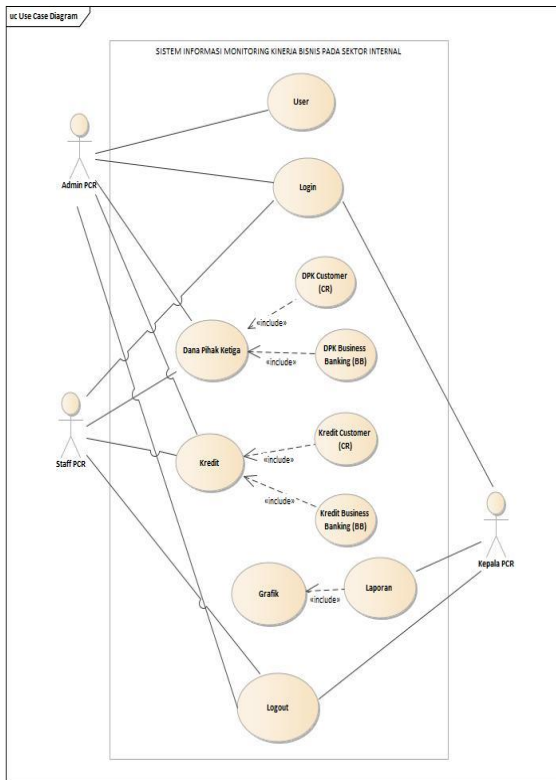 uc Use Case Diagram
SISTEM INFORMASI MONITORING KINERJA BISNIS PADA SEKTOR INTERNAL
User
Admin PCR
Login
DPK Customer
(CR)
«include»
Dana Pihak Ketiga
DPK Business
Banking (BB)
«include»
Staff PCR
Kredit Customer
(CR)
«include»
Kredit
«include»
Kredit Business
Banking (BB)
Kepala PCR
Grafik
Laporan
«include»
Logout